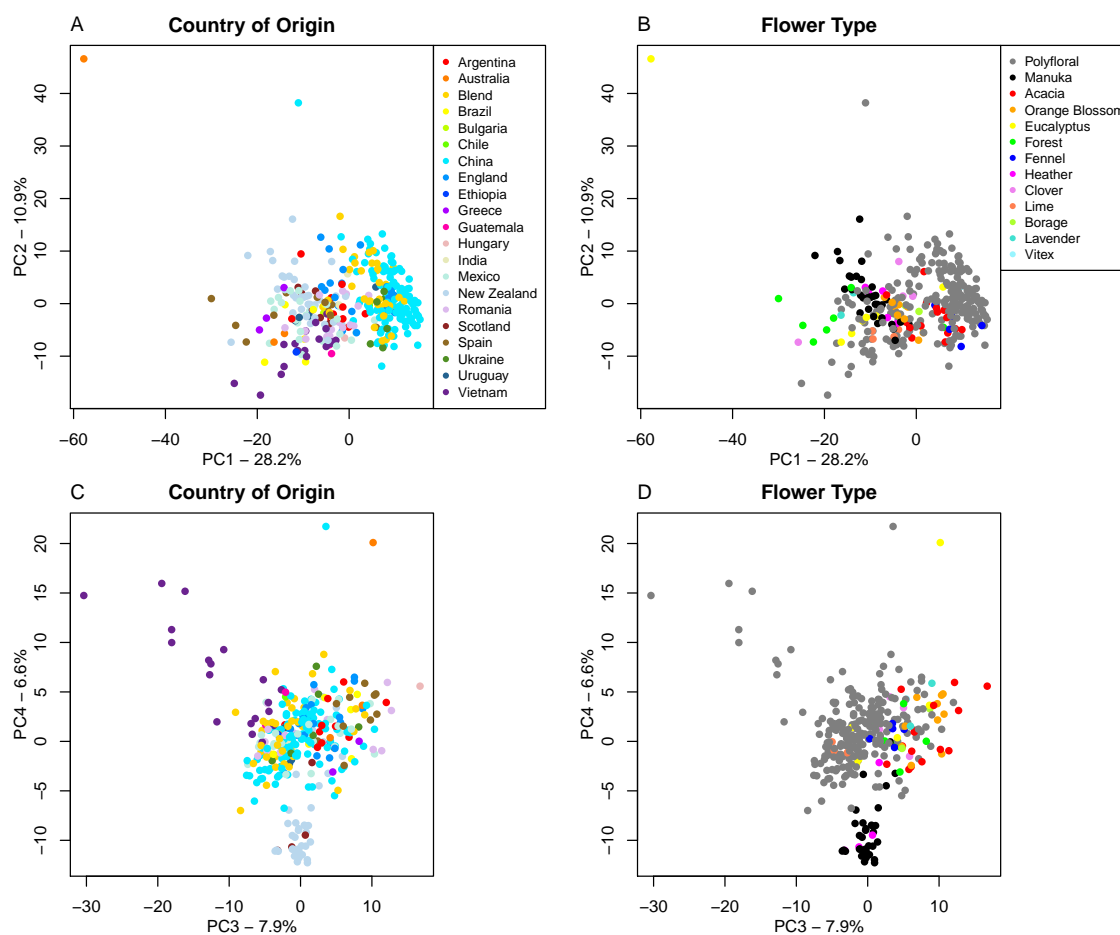 A
Country of Origin
PC2 − 10.9%
40
30
20
10
0
−10
−60
−40
−20
0
PC1 − 28.2%
Argentina
Australia
Blend
Brazil
Bulgaria
Chile
China
England
Ethiopia
Greece
Guatemala
Hungary
India
Mexico
New Zealand
Romania
Scotland
Spain
Ukraine
Uruguay
Vietnam
B
Flower Type
PC2 − 10.9%
40
30
20
10
0
−10
−60
−40
−20
0
PC1 − 28.2%
Polyfloral
Manuka
Acacia
Orange Blossom
Eucalyptus
Forest
Fennel
Heather
Clover
Lime
Borage
Lavender
Vitex
C
Country of Origin
PC4 − 6.6%
20
15
10
5
0
−5
−10
−30
−20
−10
0
10
PC3 − 7.9%
D
Flower Type
PC4 − 6.6%
20
15
10
5
0
−5
−10
−30
−20
−10
0
10
PC3 − 7.9%